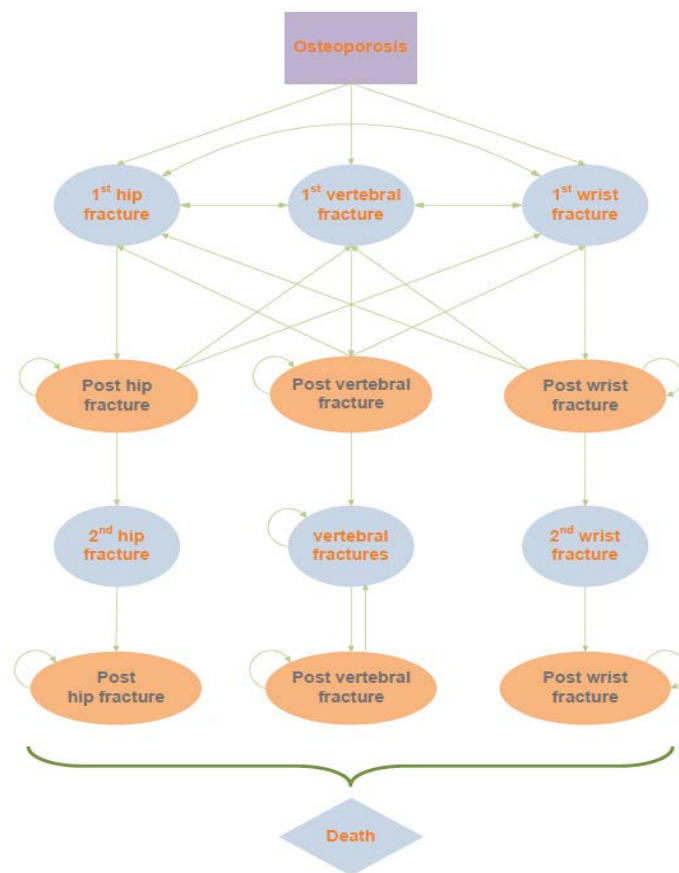 Osteoporosis
1st hip
fracture
1st vertebral
fracture
1st wrist
fracture
Post hip
fracture
Post vertebral
fracture
Post wrist
fracture
2nd hip
fracture
vertebral
fractures
2nd wrist
fracture
Post
hip fracture
Post vertebral
fracture
Post wrist
fracture
Death